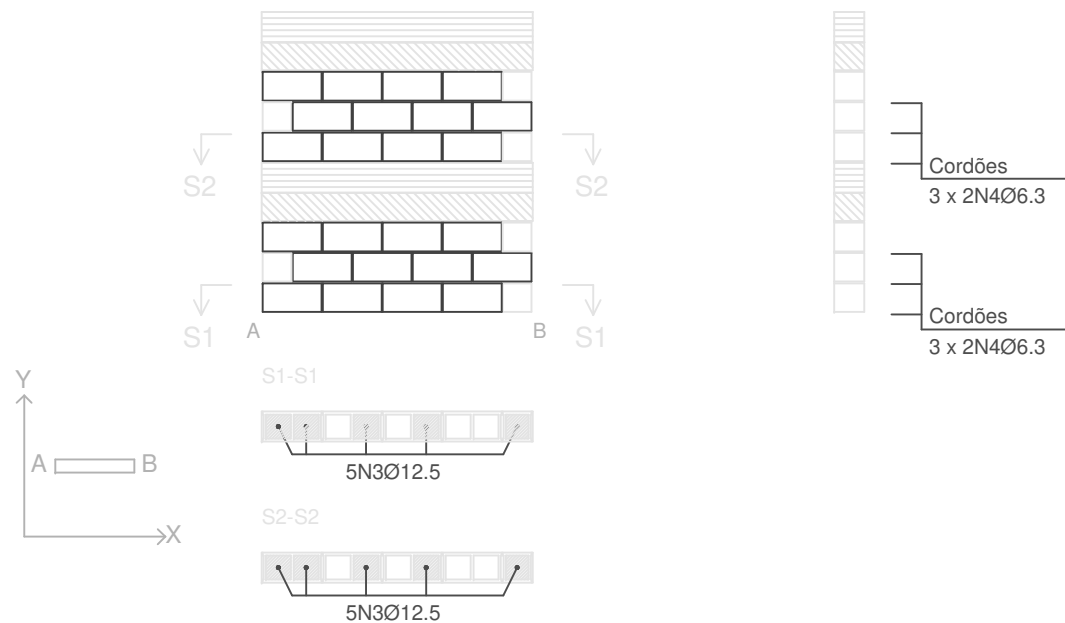 Cordões
3 x 2N4Ø6.3
S2
S2
Cordões
3 x 2N4Ø6.3
S1
S1
A
B
S1-S1
5N3Ø12.5
Y
A
B
X
S2-S2
5N3Ø12.5